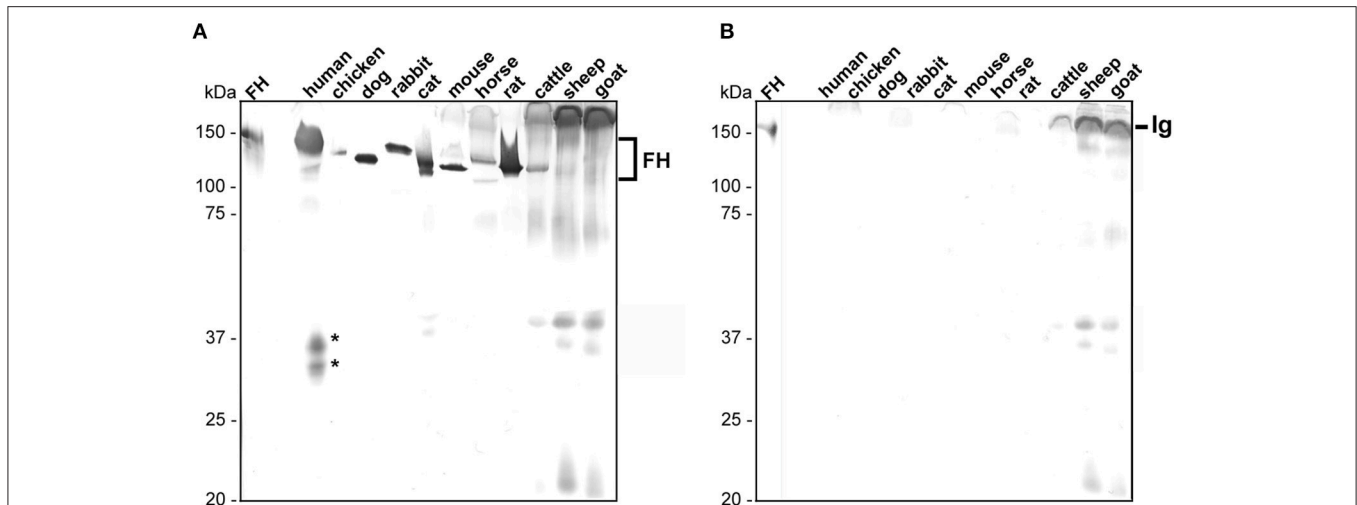 A
kDa FH human chicken dog rabbit cat mouse horse rat cattle sheep goat
150 -
FH
100 -
75 -
37 -
*
*
25 -
20 -
B
kDa FH human chicken dog rabbit cat mouse horse rat cattle sheep goat
150 -
Ig
100 -
75 -
37 -
25 -
20 -